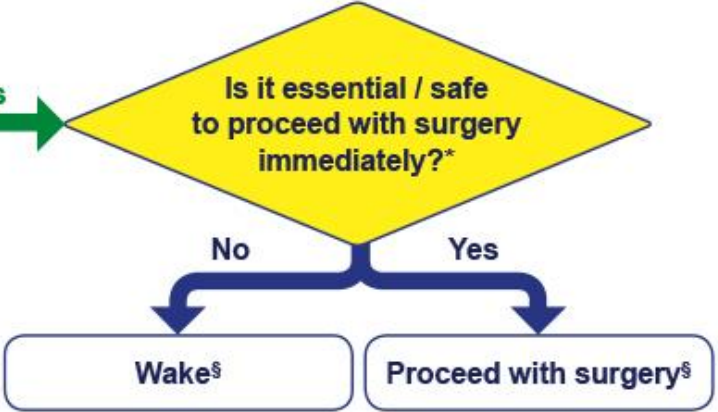 Is it essential / safe
to proceed with surgery
immediately?*
No
Yes
Wake§
Proceed with surgery§